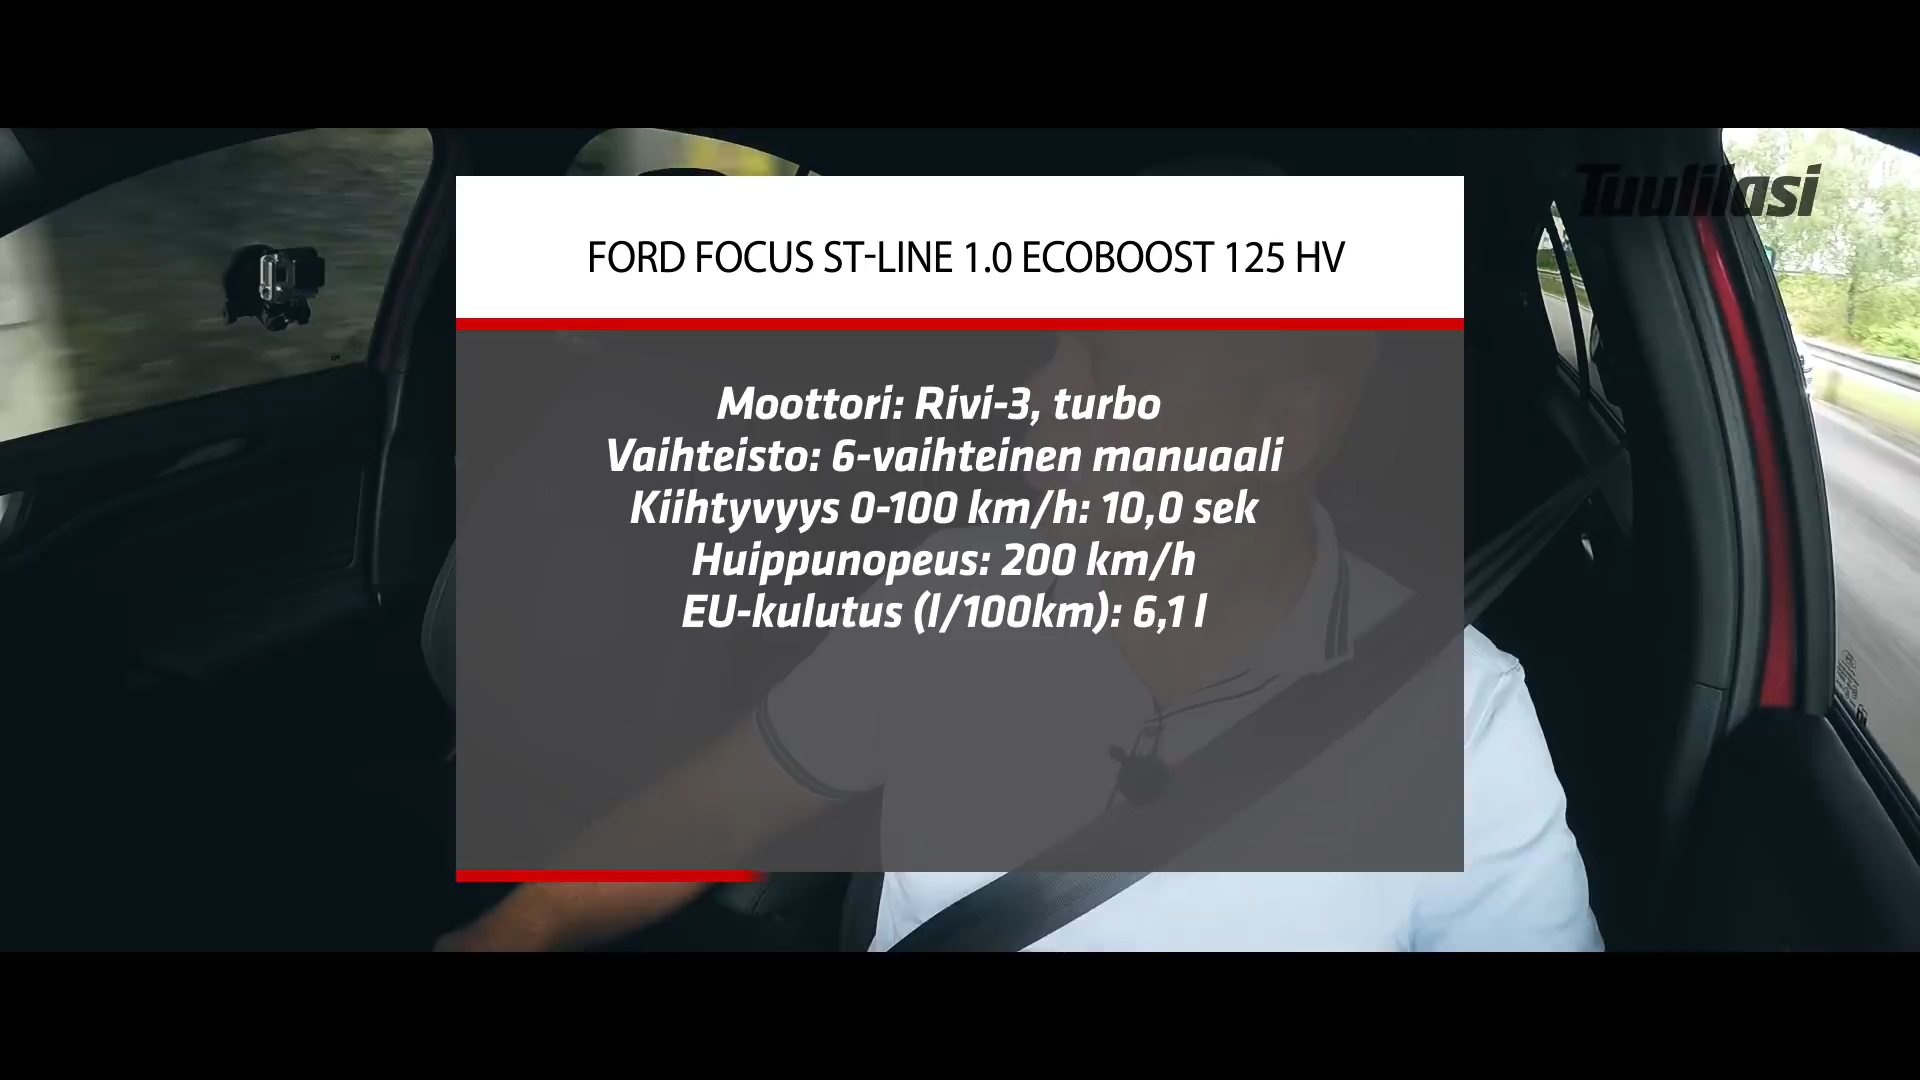 Tuulilasi
FORD FOCUS ST-LINE 1.0 ECOBOOST 125 HV
Moottori: Rivi-3, turbo
Vaihteisto: 6-vaihteinen manuaali
Kiihtyvyys 0-100 km/h: 10,0 sek
Huippunopeus: 200 km/h
EU-kulutus (l/100km): 6,1 l